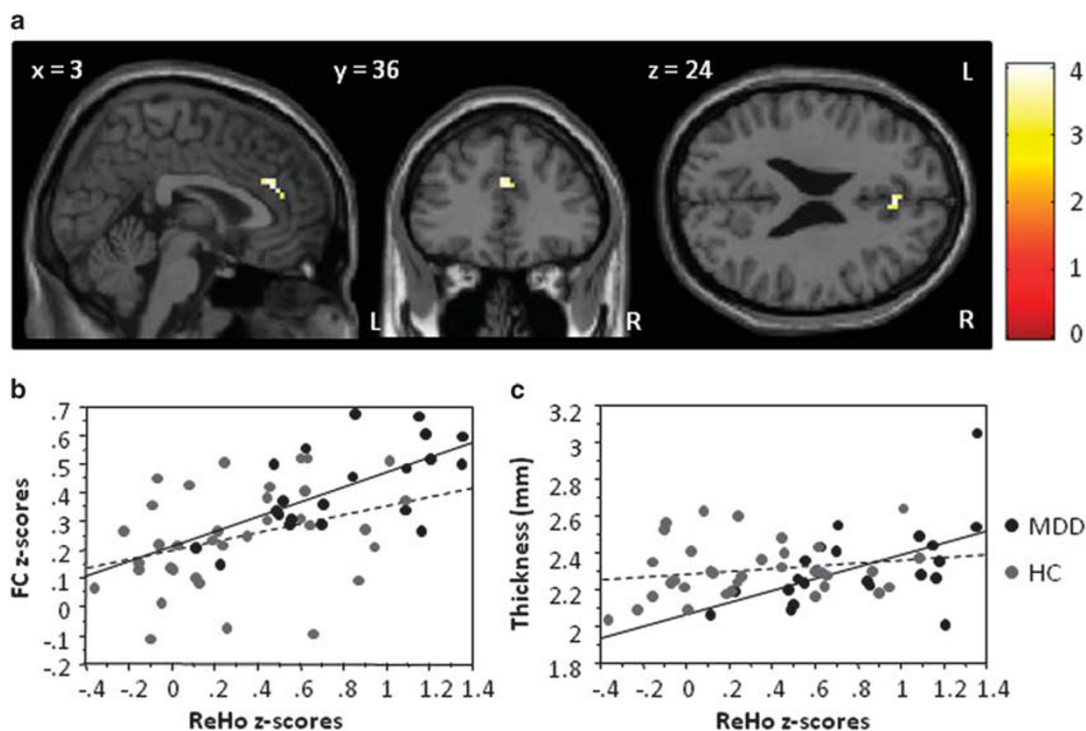 a
x = 3
y = 36
z = 24
L
L
R
R
4
3
2
1
0
b
.7
.6
.5
.4
.3
.2
.1
0
-.1
-.2
FC z-scores
-.4 -.2 0 .2 .4 .6 .8 1 1.2 1.4
ReHo z-scores
c
3.2
3
2.8
2.6
2.4
2.2
2
1.8
Thickness (mm)
-.4 -.2 0 .2 .4 .6 .8 1 1.2 1.4
ReHo z-scores
MDD
HC